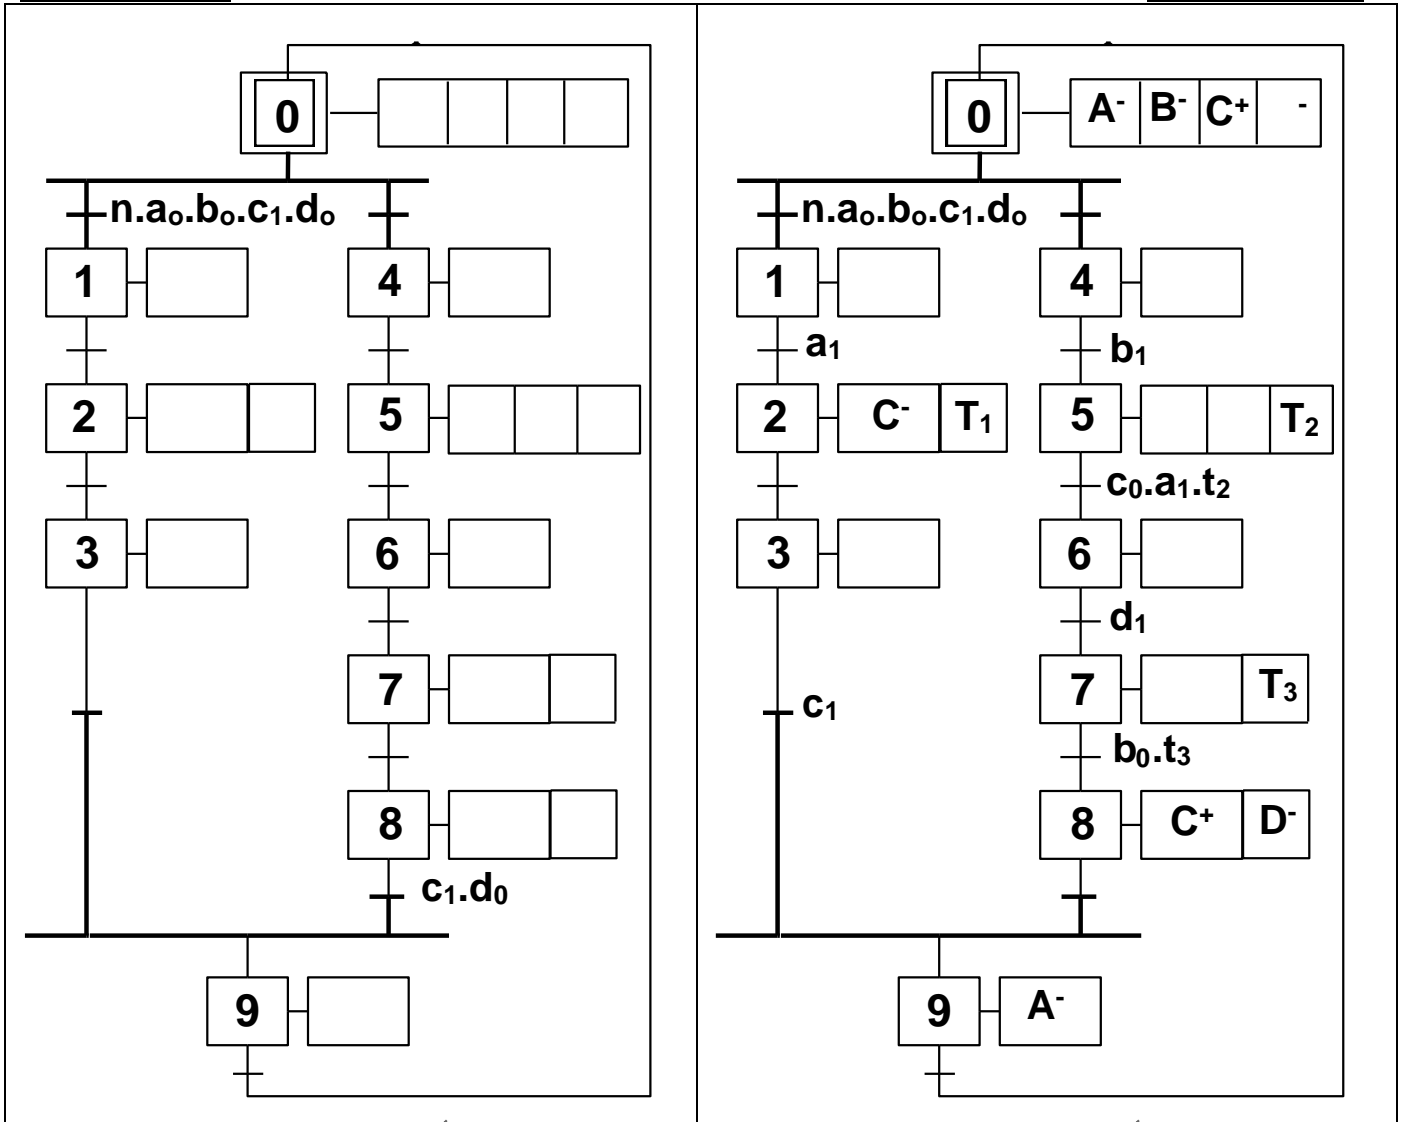 0
n.aₒ.bₒ.c₁.dₒ
1
4
2
5
3
6
7
8
c₁.d₀
9
0 A⁻ B⁻ C⁺ ⁻
n.aₒ.bₒ.c₁.dₒ
1
4
a₁
b₁
2 C⁻ T₁
5 T₂
c₀.a₁.t₂
3
6
d₁
7 T₃
c₁
b₀.t₃
8 C⁺ D⁻
9 A⁻